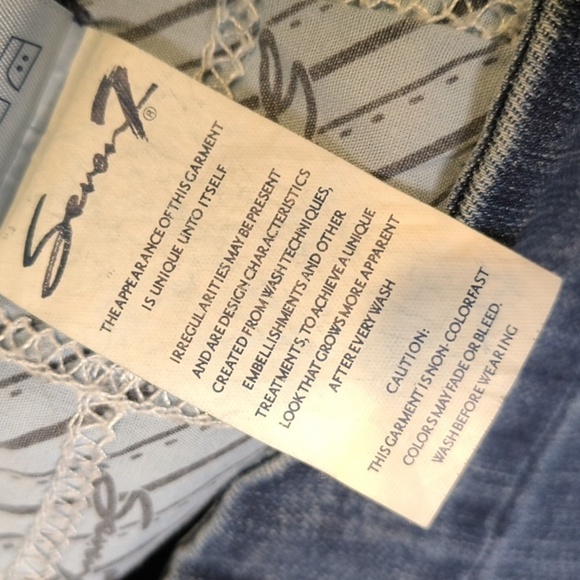 Seven7®
THE APPEARANCE OF THIS GARMENT
IS UNIQUE UNTO ITSELF
IRREGULARITIES MAY BE PRESENT
AND ARE DESIGN CHARACTERISTICS
CREATED FROM WASH TECHNIQUES,
EMBELLISHMENTS AND OTHER
TREATMENTS, TO ACHIEVE A UNIQUE
LOOK THAT GROWS MORE APPARENT
AFTER EVERY WASH
CAUTION:
THIS GARMENT IS NON-COLORFAST
COLORS MAY FADE OR BLEED.
WASH BEFORE WEARING